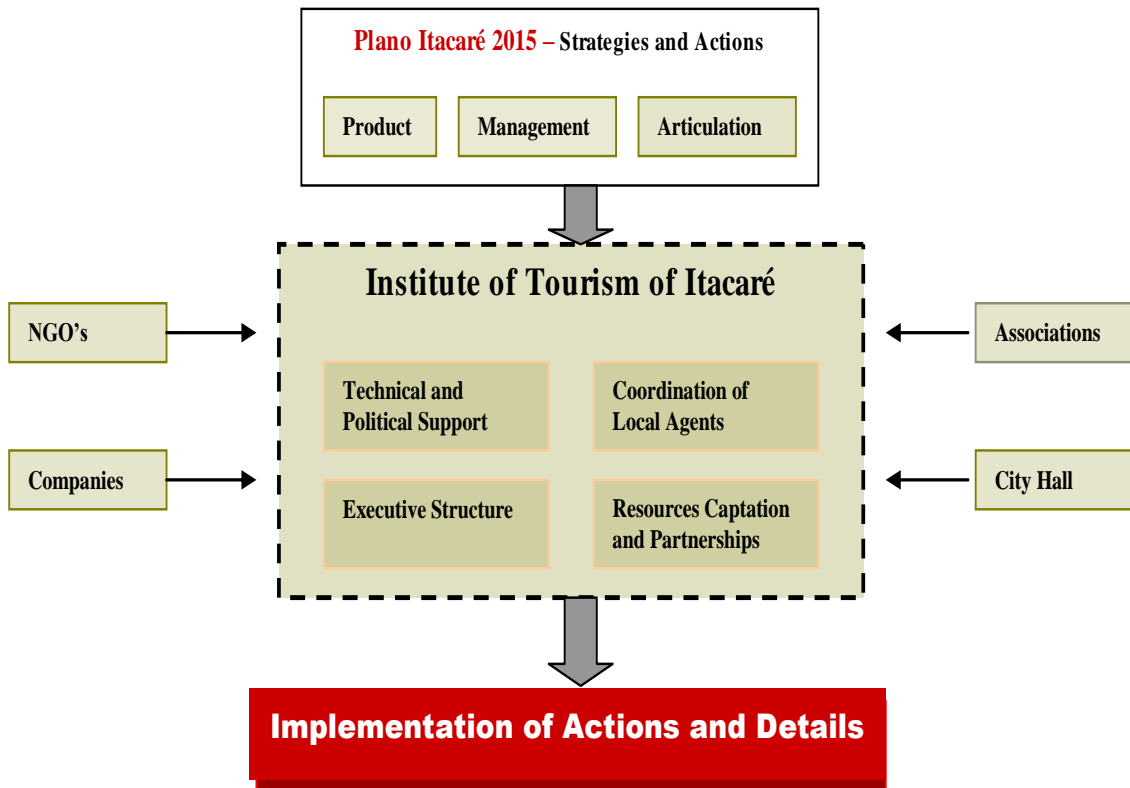 Plano Itacaré 2015 – Strategies and Actions
Product
Management
Articulation
Institute of Tourism of Itacaré
NGO's
Associations
Technical and
Political Support
Coordination of
Local Agents
Companies
City Hall
Executive Structure
Resources Captation
and Partnerships
Implementation of Actions and Details